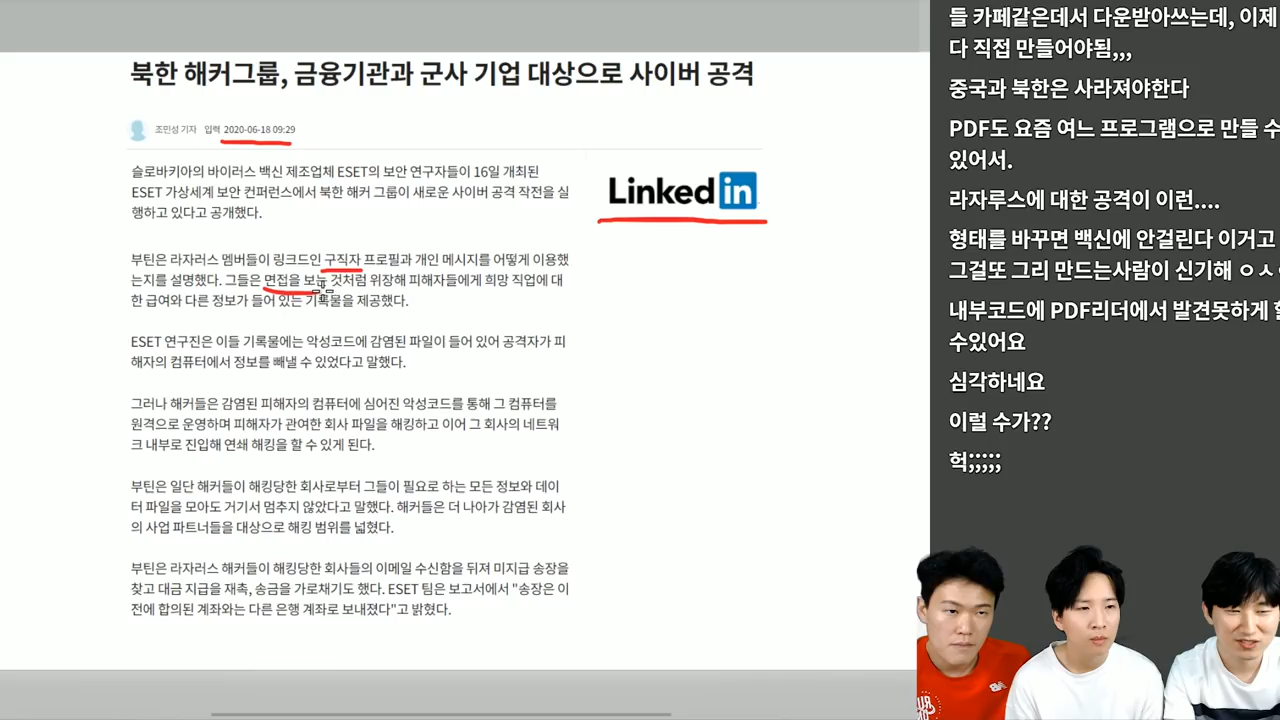 북한 해커그룹, 금융기관과 군사 기업 대상으로 사이버 공격
조민성 기자 입력 2020-06-18 09:29
슬로바키아의 바이러스 백신 제조업체 ESET의 보안 연구자들이 16일 개최된
ESET 가상세계 보안 컨퍼런스에서 북한 해커 그룹이 새로운 사이버 공격 작전을 실
행하고 있다고 공개했다.
Linked in
부틴은 라자러스 멤버들이 링크드인 구직자 프로필과 개인 메시지를 어떻게 이용했
는지를 설명했다. 그들은 면접을 보는 것처럼 위장해 피해자들에게 희망 직업에 대
한 급여와 다른 정보가 들어 있는 기록물을 제공했다.
ESET 연구진은 이들 기록물에는 악성코드에 감염된 파일이 들어 있어 공격자가 피
해자의 컴퓨터에서 정보를 빼낼 수 있었다고 말했다.
그러나 해커들은 감염된 피해자의 컴퓨터에 심어진 악성코드를 통해 그 컴퓨터를
원격으로 운영하며 피해자가 관여한 회사 파일을 해킹하고 이어 그 회사의 네트워
크 내부로 진입해 연쇄 해킹을 할 수 있게 된다.
부틴은 일단 해커들이 해킹당한 회사로부터 그들이 필요로 하는 모든 정보와 데이
터 파일을 모아도 거기서 멈추지 않았다고 말했다. 해커들은 더 나아가 감염된 회사
의 사업 파트너들을 대상으로 해킹 범위를 넓혔다.
부틴은 라자러스 해커들이 해킹당한 회사들의 이메일 수신함을 뒤져 미지급 송장을
찾고 대금 지급을 재촉, 송금을 가로채기도 했다. ESET 팀은 보고서에서 "송장은 이
전에 합의된 계좌와는 다른 은행 계좌로 보내졌다"고 밝혔다.
들 카페같은데서 다운받아쓰는데, 이제
다 직접 만들어야됨,,,
중국과 북한은 사라져야한다
PDF도 요즘 여느 프로그램으로 만들 수
있어서.
라자루스에 대한 공격이 이런....
형태를 바꾸면 백신에 안걸린다 이거고
그걸또 그리 만드는사람이 신기해 ㅇㅅ
내부코드에 PDF리더에서 발견못하게
수있어요
심각하네요
이럴 수가??
헉;;;;;